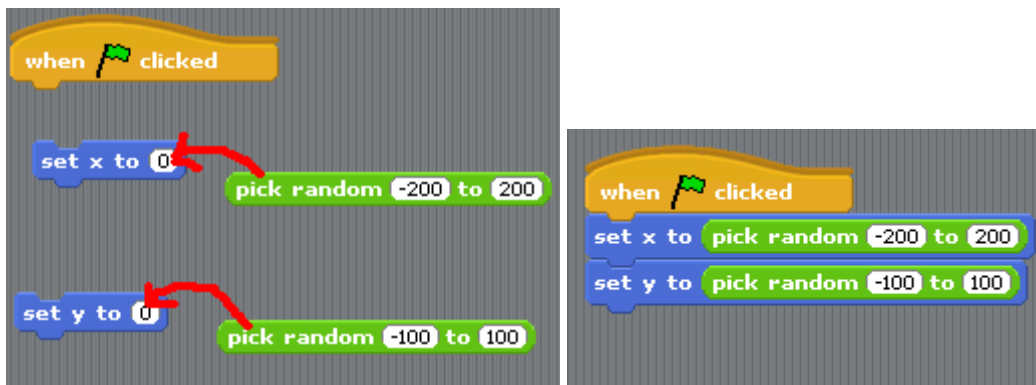 when clicked
set x to 0
pick random -200 to 200
set y to 0
pick random -100 to 100
when clicked
set x to pick random -200 to 200
set y to pick random -100 to 100